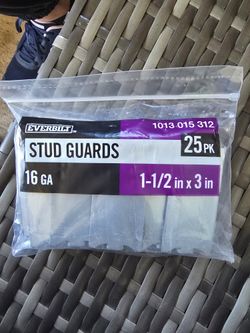 EVERBILT
1013 015 312
STUD GUARDS
25 PK
16 GA
1-1/2 in x 3 in